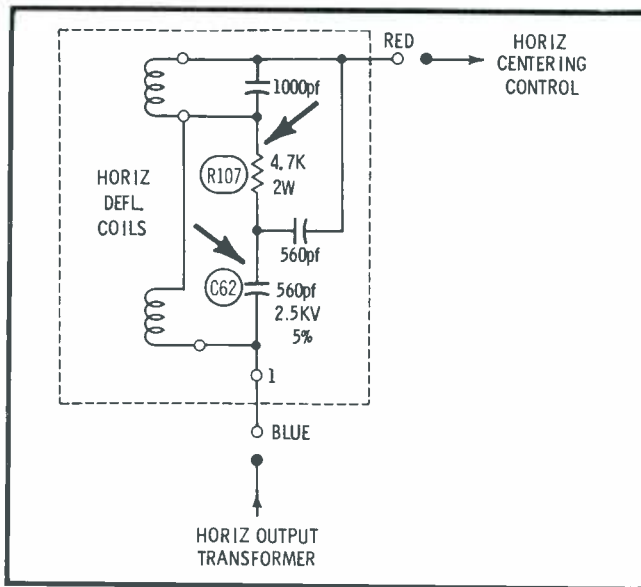 RED
HORIZ
CENTERING
CONTROL
1000pf
R107
4.7K
2W
HORIZ
DEFL.
COILS
560pf
C62
560pf
2.5KV
5%
1
BLUE
HORIZ OUTPUT
TRANSFORMER